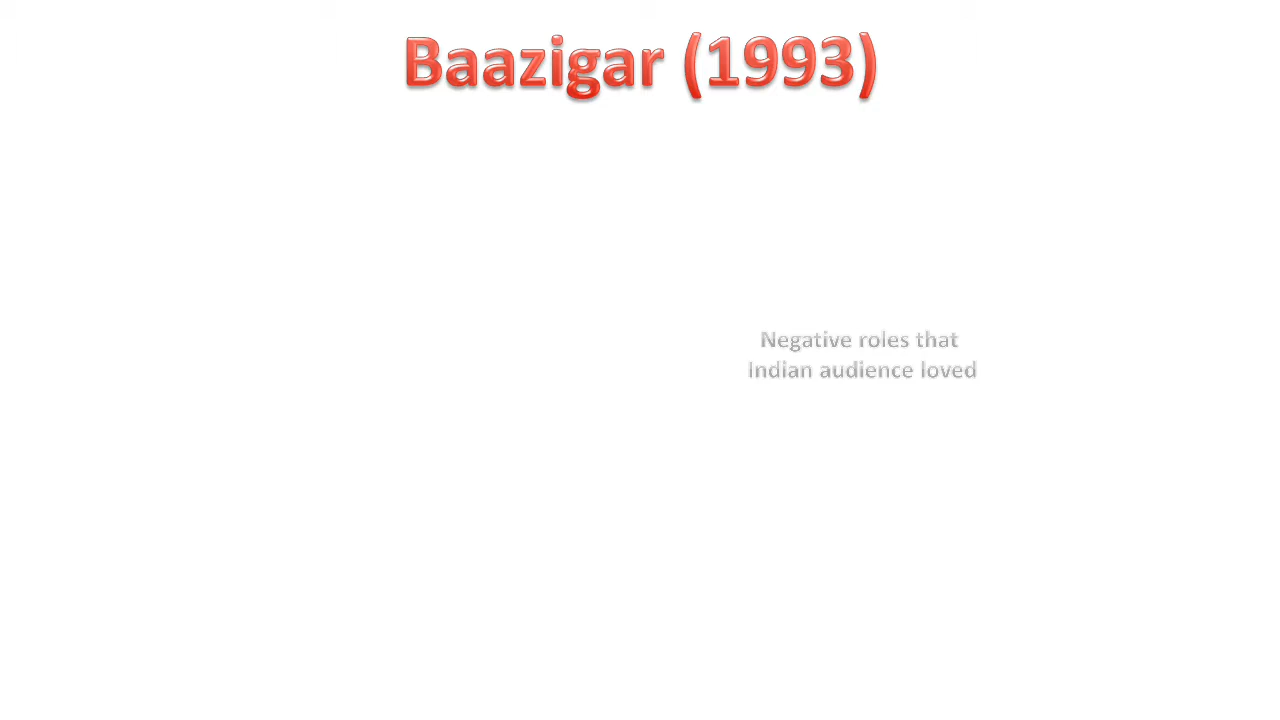 Baazigar (1993)
Negative roles that
Indian audience loved